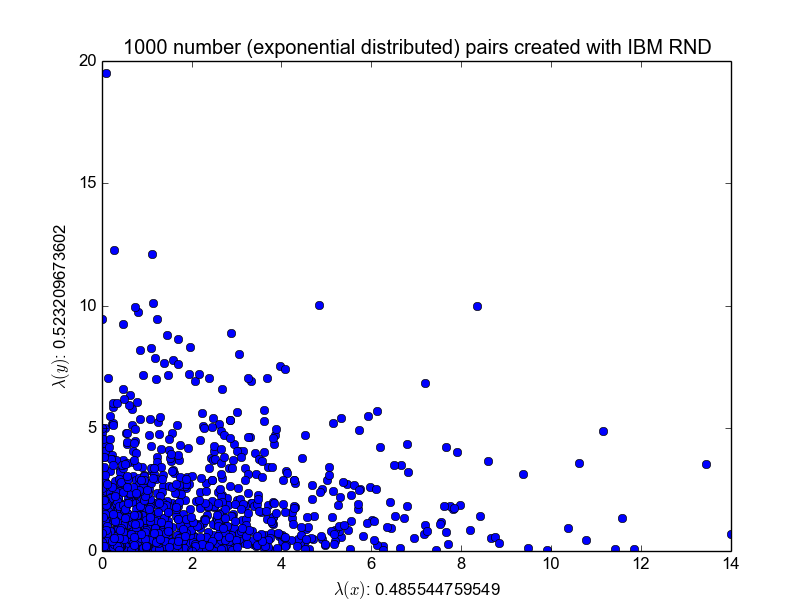 1000 number (exponential distributed) pairs created with IBM RND
20
15
10
5
0
λ(y): 0.523209673602
0 2 4 6 8 10 12 14
λ(x): 0.485544759549